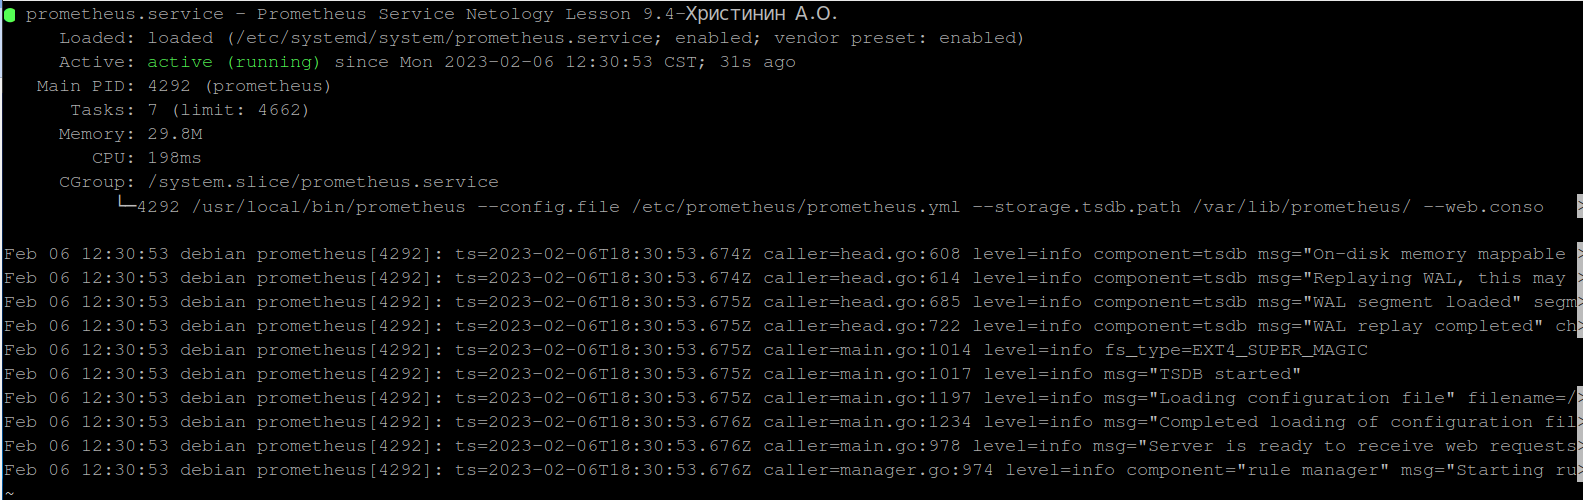 ● prometheus.service - Prometheus Service Netology Lesson 9.4-Христинин А.О.
Loaded: loaded (/etc/systemd/system/prometheus.service; enabled; vendor preset: enabled)
Active: active (running) since Mon 2023-02-06 12:30:53 CST; 31s ago
Main PID: 4292 (prometheus)
Tasks: 7 (limit: 4662)
Memory: 29.8M
CPU: 198ms
CGroup: /system.slice/prometheus.service
└─4292 /usr/local/bin/prometheus --config.file /etc/prometheus/prometheus.yml --storage.tsdb.path /var/lib/prometheus/ --web.conso>
Feb 06 12:30:53 debian prometheus[4292]: ts=2023-02-06T18:30:53.674Z caller=head.go:608 level=info component=tsdb msg="On-disk memory mappable >
Feb 06 12:30:53 debian prometheus[4292]: ts=2023-02-06T18:30:53.674Z caller=head.go:614 level=info component=tsdb msg="Replaying WAL, this may >
Feb 06 12:30:53 debian prometheus[4292]: ts=2023-02-06T18:30:53.675Z caller=head.go:685 level=info component=tsdb msg="WAL segment loaded" segm>
Feb 06 12:30:53 debian prometheus[4292]: ts=2023-02-06T18:30:53.675Z caller=head.go:722 level=info component=tsdb msg="WAL replay completed" ch>
Feb 06 12:30:53 debian prometheus[4292]: ts=2023-02-06T18:30:53.675Z caller=main.go:1014 level=info fs_type=EXT4_SUPER_MAGIC
Feb 06 12:30:53 debian prometheus[4292]: ts=2023-02-06T18:30:53.675Z caller=main.go:1017 level=info msg="TSDB started"
Feb 06 12:30:53 debian prometheus[4292]: ts=2023-02-06T18:30:53.675Z caller=main.go:1197 level=info msg="Loading configuration file" filename=/>
Feb 06 12:30:53 debian prometheus[4292]: ts=2023-02-06T18:30:53.676Z caller=main.go:1234 level=info msg="Completed loading of configuration fil>
Feb 06 12:30:53 debian prometheus[4292]: ts=2023-02-06T18:30:53.676Z caller=main.go:978 level=info msg="Server is ready to receive web requests>
Feb 06 12:30:53 debian prometheus[4292]: ts=2023-02-06T18:30:53.676Z caller=manager.go:974 level=info component="rule manager" msg="Starting ru>
~